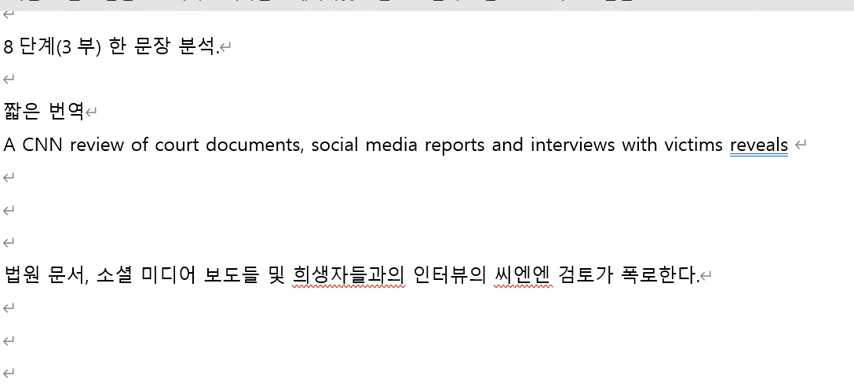 8 단계(3 부) 한 문장 분석.
짧은 번역
A CNN review of court documents, social media reports and interviews with victims reveals
법원 문서, 소셜 미디어 보도들 및 희생자들과의 인터뷰의 씨엔엔 검토가 폭로한다.